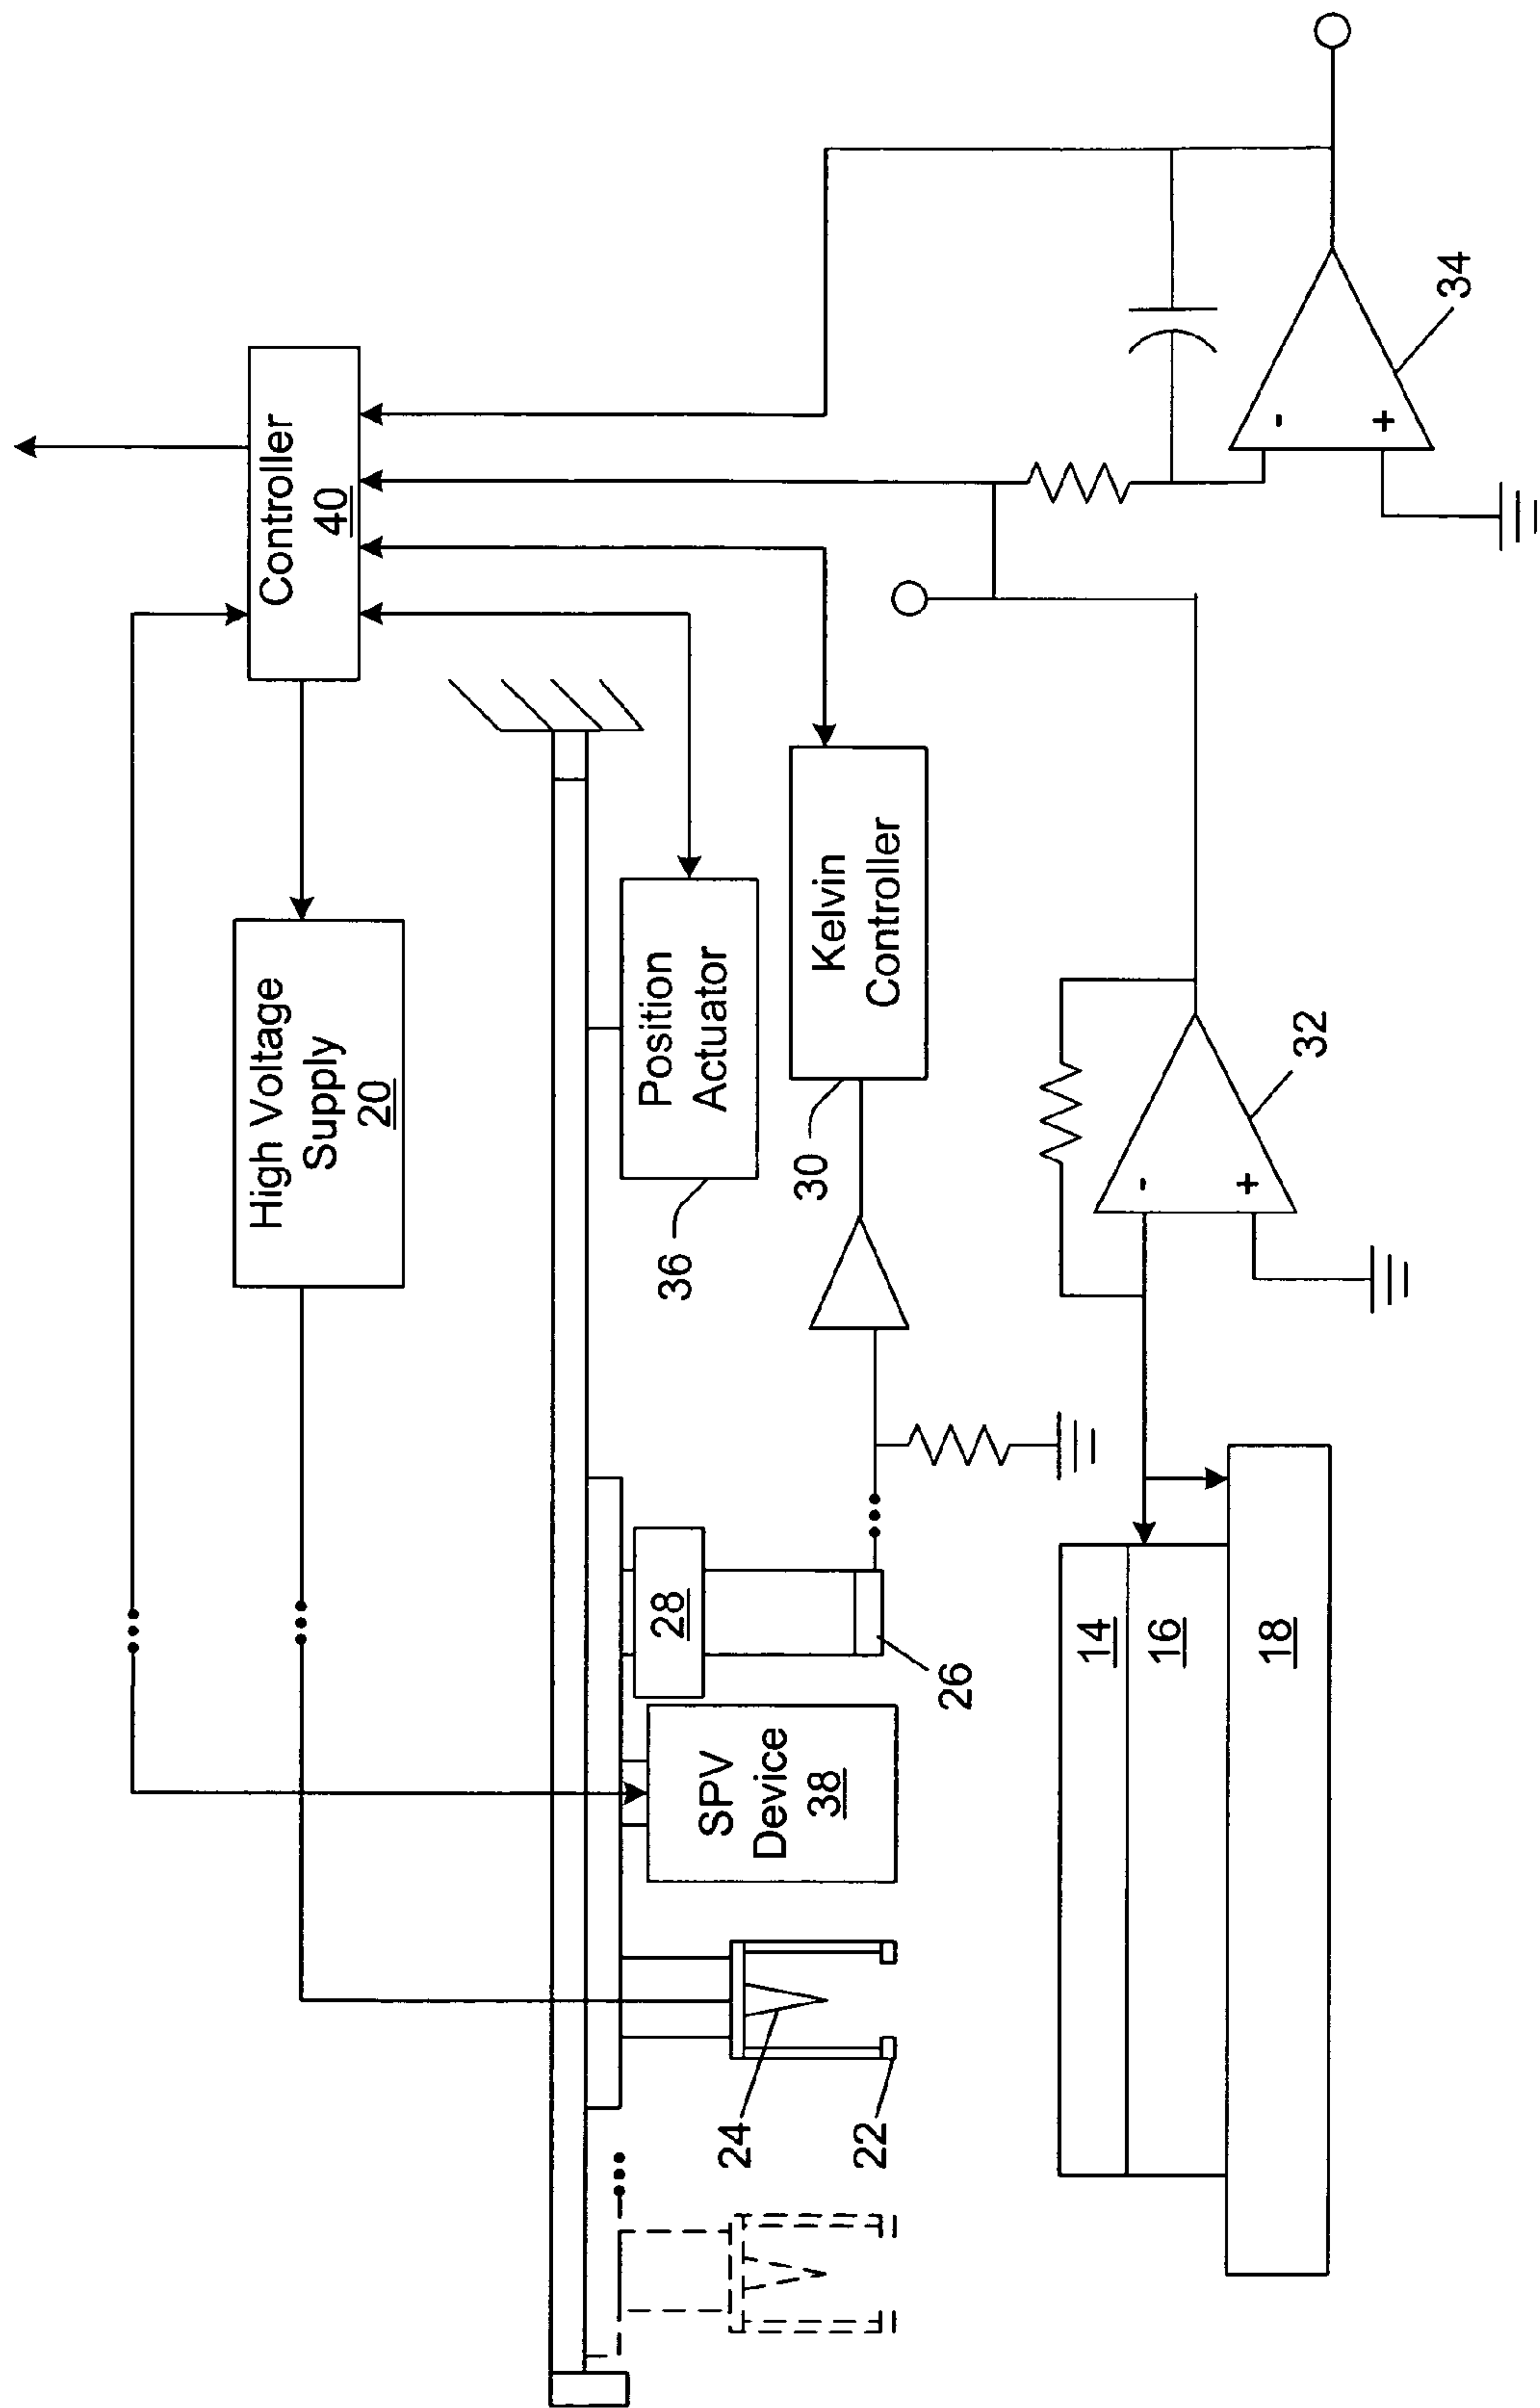 High Voltage
Supply
20
Controller
40
Position
Actuator
36
Kelvin
Controller
30
28
26
SPV
Device
38
24
22
14
16
18
-
+
32
-
+
34